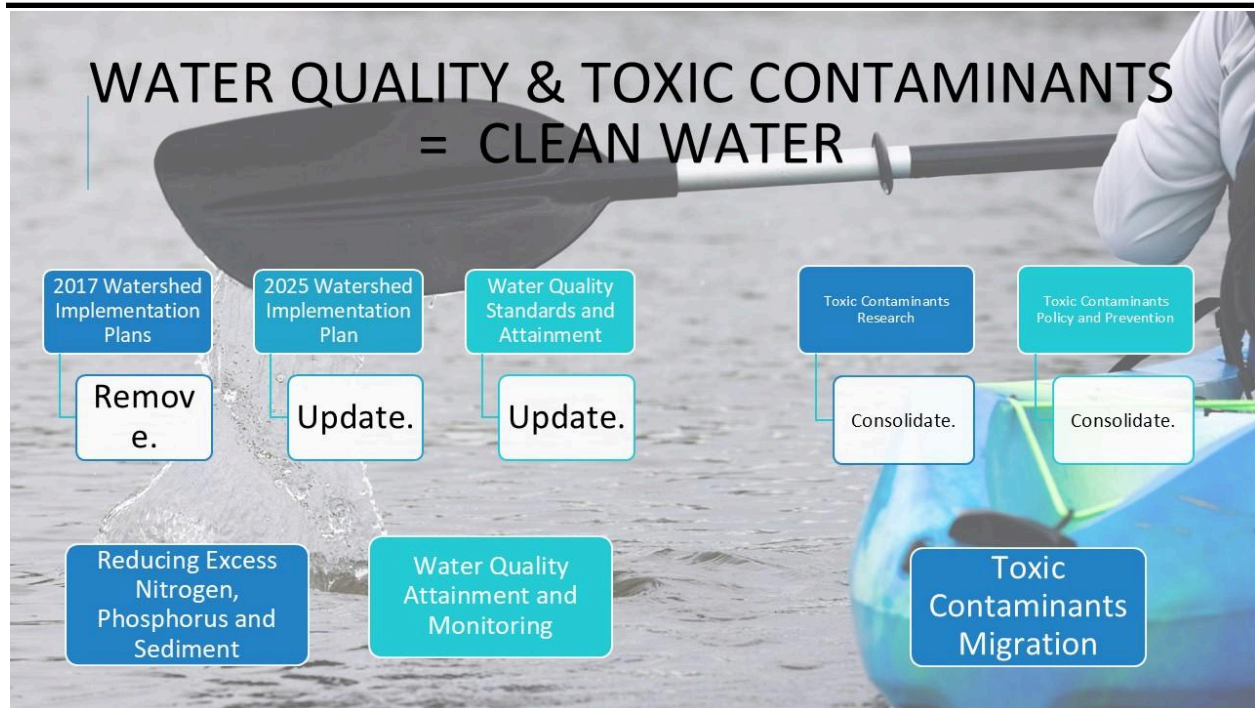 WATER QUALITY & TOXIC CONTAMINANTS
= CLEAN WATER
2017 Watershed
Implementation
Plans
Remov
e.
2025 Watershed
Implementation
Plan
Update.
Water Quality
Standards and
Attainment
Update.
Toxic Contaminants
Research
Consolidate.
Toxic Contaminants
Policy and Prevention
Consolidate.
Reducing Excess
Nitrogen,
Phosphorus and
Sediment
Water Quality
Attainment and
Monitoring
Toxic
Contaminants
Migration